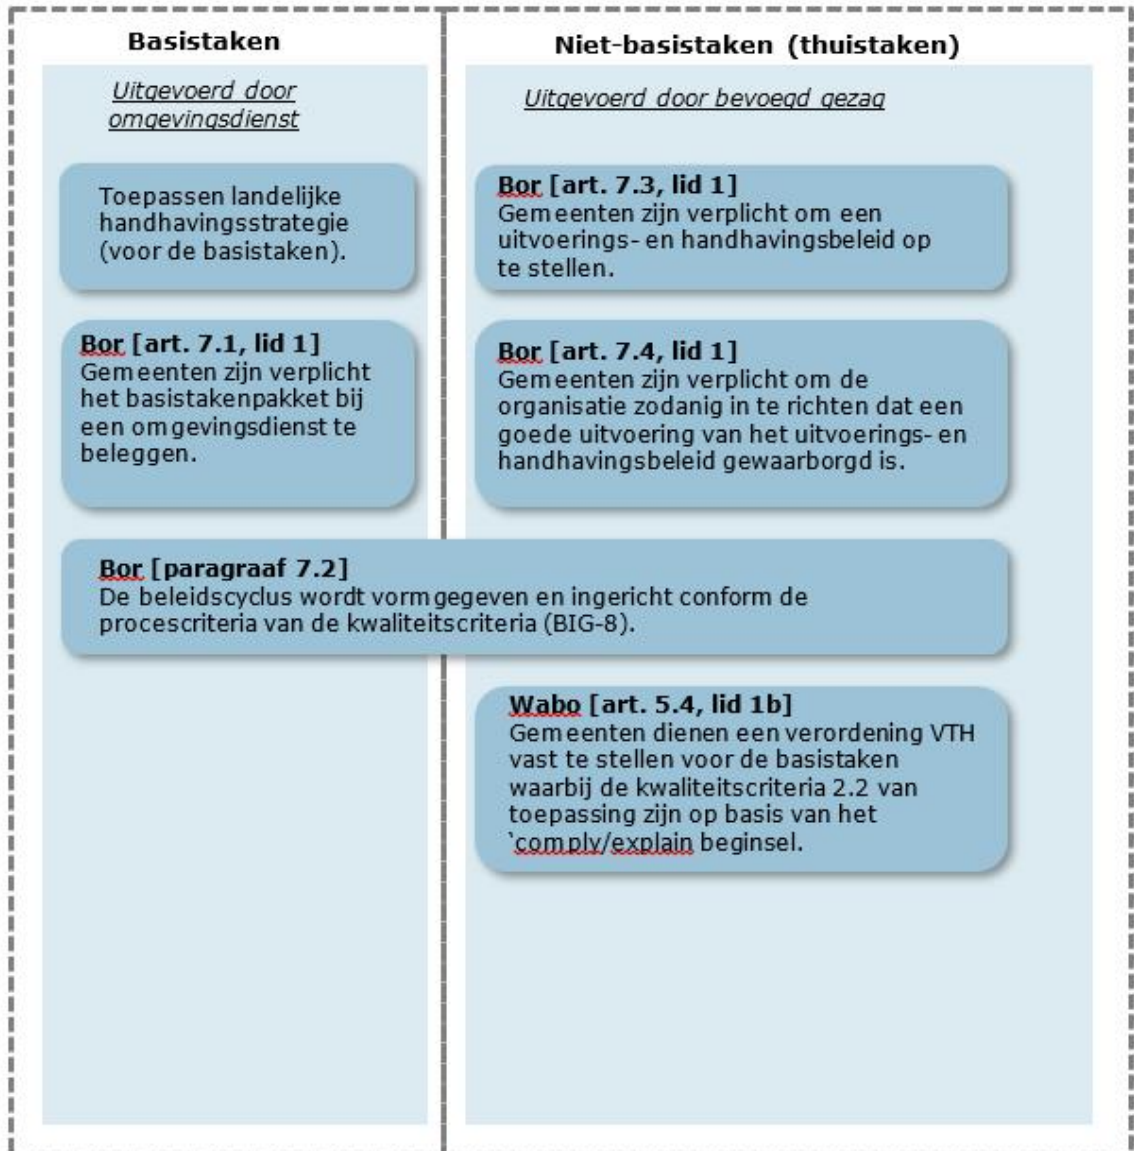 Basistaken
Uitgevoerd door
omgevingsdienst
Toepassen landelijke
handhavingsstrategie
(voor de basistaken).
Bor [art. 7.1, lid 1]
Gemeenten zijn verplicht
het basistakenpakket bij
een omgevingsdienst te
beleggen.
Niet-basistaken (thuistaken)
Uitgevoerd door bevoegd gezag
Bor [art. 7.3, lid 1]
Gemeenten zijn verplicht om een
uitvoerings- en handhavingsbeleid op
te stellen.
Bor [art. 7.4, lid 1]
Gemeenten zijn verplicht om de
organisatie zodanig in te richten dat een
goede uitvoering van het uitvoerings- en
handhavingsbeleid gewaarborgd is.
Bor [paragraaf 7.2]
De beleidscyclus wordt vormgegeven en ingericht conform de
procescriteria van de kwaliteitscriteria (BIG-8).
Wabo [art. 5.4, lid 1b]
Gemeenten dienen een verordening VTH
vast te stellen voor de basistaken
waarbij de kwaliteitscriteria 2.2 van
toepassing zijn op basis van het
‘comply/explain beginsel.